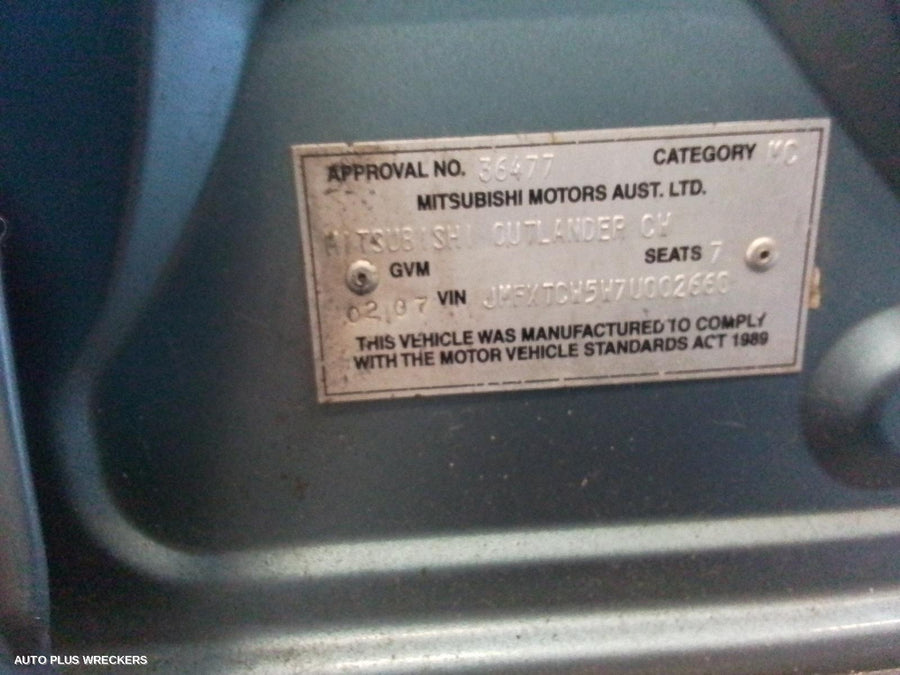 APPROVAL NO. 36477 CATEGORY MC
MITSUBISHI MOTORS AUST. LTD.
MITSUBISHI OUTLANDER CW
GVM SEATS 7
02 07 VIN JMFXTCW5W7U002660
THIS VEHICLE WAS MANUFACTURED TO COMPLY
WITH THE MOTOR VEHICLE STANDARDS ACT 1989
AUTO PLUS WRECKERS